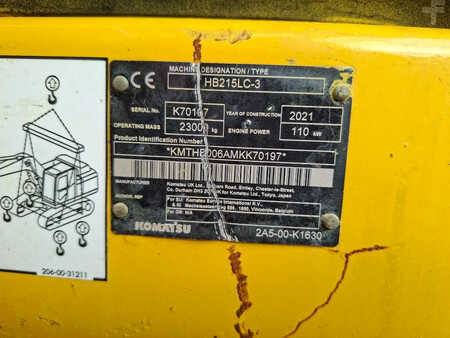 CE
MACHINE DESIGNATION / TYPE
HB215LC-3
SERIAL No.
K70197
YEAR OF CONSTRUCTION
2021
OPERATING MASS
23000 kg
ENGINE POWER
110 kW
Product Identification Number
*KMTHB006AMKK70197*
Manufactured by:
Komatsu UK Ltd., Durham Road, Birtley, Chester-le-Street,
Co. Durham DH3 2QX, UK for Komatsu Ltd., Tokyo, Japan
For EU: Komatsu Europe International N.V.
Mechelsesteenweg 586, 1800, Vilvoorde, Belgium
For GB: N/A
KOMATSU
2A5-00-K1630
206-00-31211